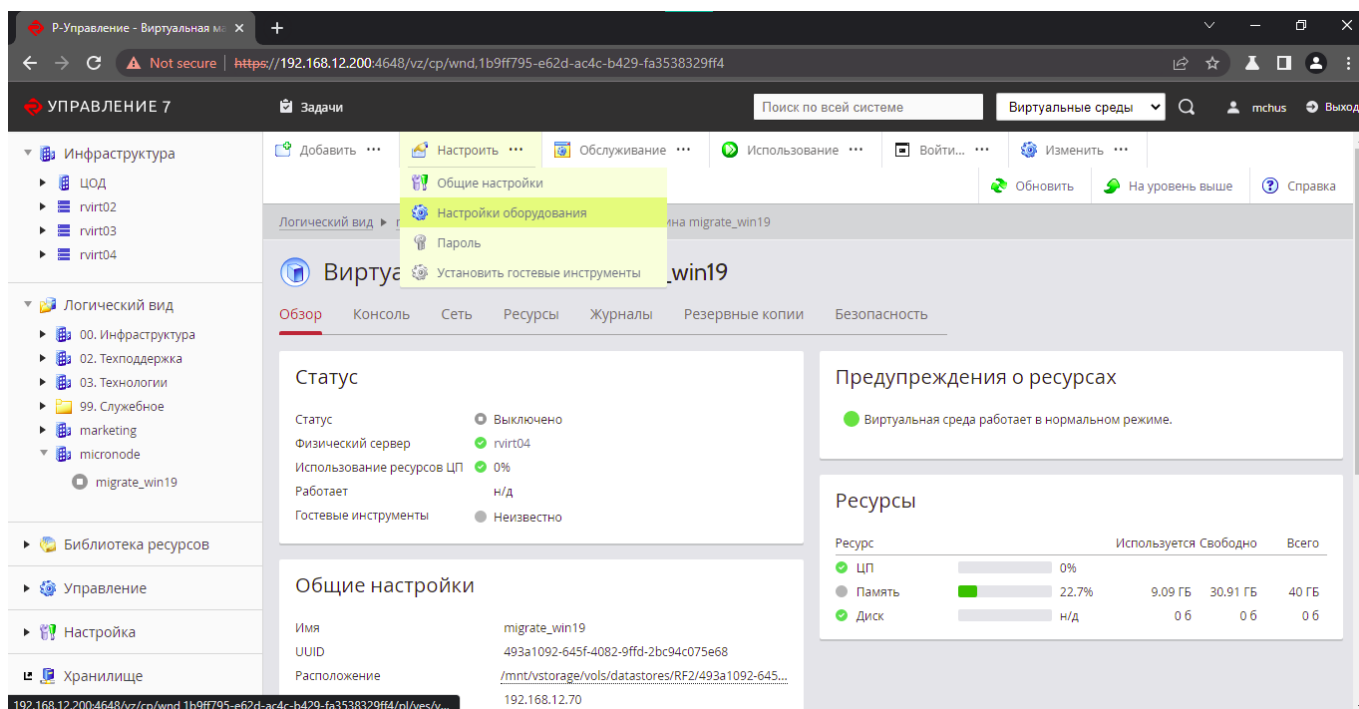 Р-Управление - Виртуальная ма
Not secure | https://192.168.12.200:4648/vz/cp/wnd,1b9ff795-e62d-ac4c-b429-fa3538329ff4
УПРАВЛЕНИЕ 7
Задачи
Поиск по всей системе
Виртуальные среды
mchus
Выход
Инфраструктура
ЦОД
rvirt02
rvirt03
rvirt04
Логический вид
00. Инфраструктура
02. Техподдержка
03. Технологии
99. Служебное
marketing
micronode
migrate_win19
Библиотека ресурсов
Управление
Настройка
Хранилище
Добавить ...
Настроить ...
Обслуживание ...
Использование ...
Войти... ...
Изменить ...
Общие настройки
Настройки оборудования
Пароль
Установить гостевые инструменты
Обновить
На уровень выше
Справка
Логический вид
ина migrate_win19
Виртуа
_win19
Обзор Консоль Сеть Ресурсы Журналы Резервные копии Безопасность
Статус
Статус Выключено
Физический сервер rvirt04
Использование ресурсов ЦП 0%
Работает н/д
Гостевые инструменты Неизвестно
Общие настройки
Имя migrate_win19
UUID 493a1092-645f-4082-9ffd-2bc94c075e68
Расположение /mnt/vstorage/vols/datastores/RF2/493a1092-645...
192.168.12.70
Предупреждения о ресурсах
Виртуальная среда работает в нормальном режиме.
Ресурсы
Ресурс Используется Свободно Всего
ЦП 0%
Память 22.7% 9.09 ГБ 30.91 ГБ 40 ГБ
Диск н/д 0 б 0 б 0 б